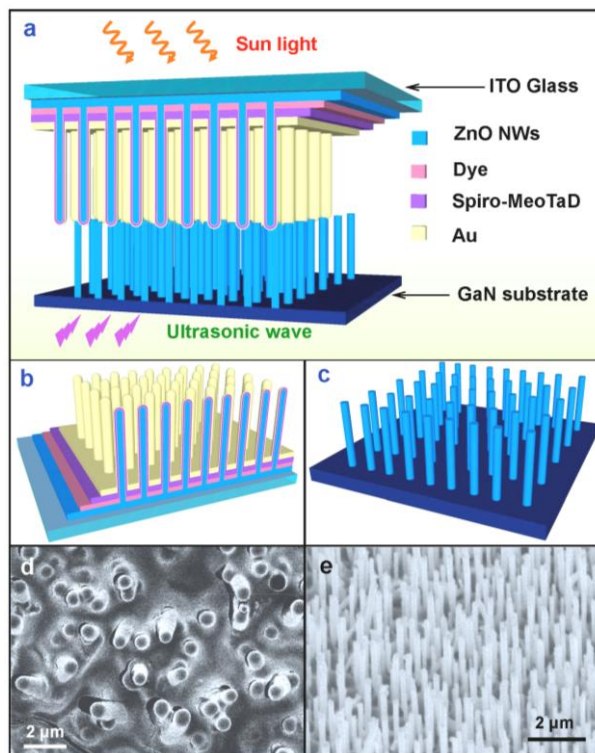 a
Sun light
ITO Glass
ZnO NWs
Dye
Spiro-MeoTaD
Au
GaN substrate
Ultrasonic wave
b
c
d
2 µm
e
2 µm